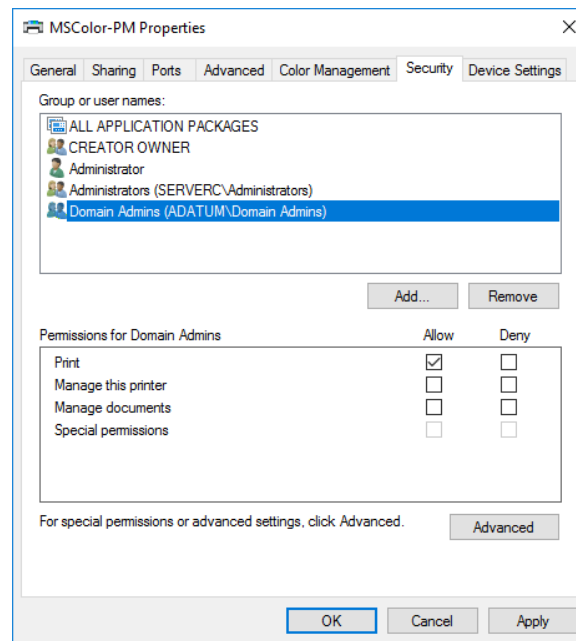 MSColor-PM Properties
General Sharing Ports Advanced Color Management Security Device Settings
Group or user names:
ALL APPLICATION PACKAGES
CREATOR OWNER
Administrator
Administrators (SERVERC\Administrators)
Domain Admins (ADATUM\Domain Admins)
Add... Remove
Permissions for Domain Admins Allow Deny
Print
Manage this printer
Manage documents
Special permissions
For special permissions or advanced settings, click Advanced. Advanced
OK Cancel Apply